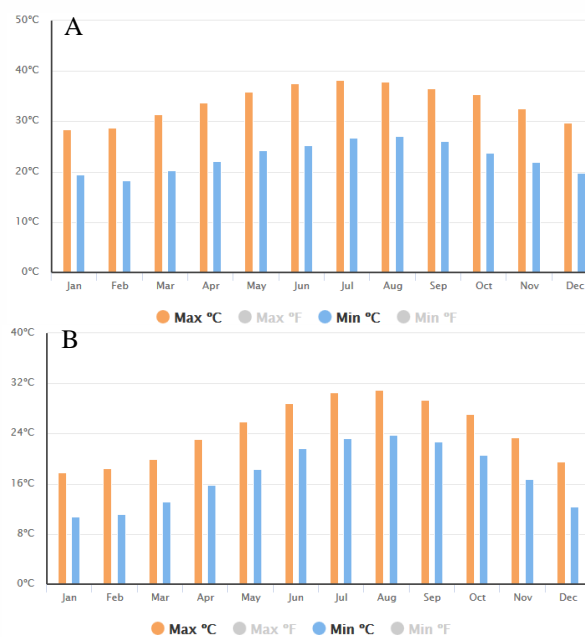 A
50°C
40°C
30°C
20°C
10°C
0°C
Jan Feb Mar Apr May Jun Jul Aug Sep Oct Nov Dec
Max °C Max °F Min °C Min °F
B
40°C
32°C
24°C
16°C
8°C
0°C
Jan Feb Mar Apr May Jun Jul Aug Sep Oct Nov Dec
Max °C Max °F Min °C Min °F